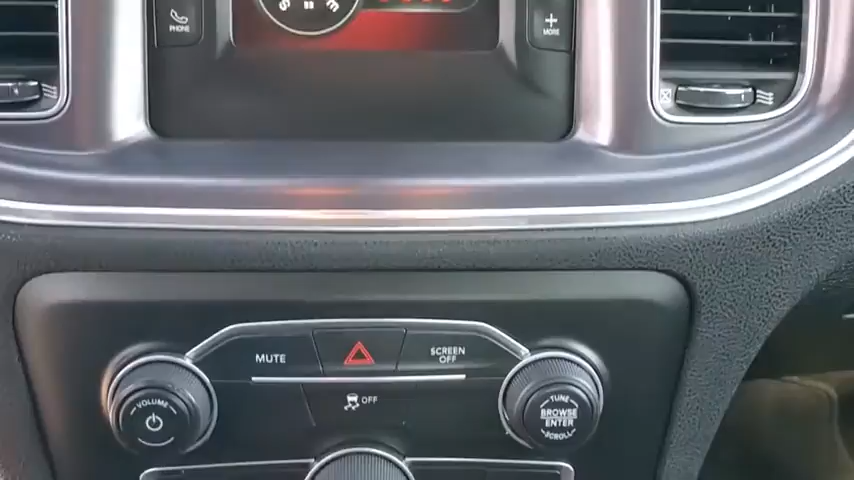 PHONE
MORE
MUTE
SCREEN
OFF
OFF
VOLUME
TUNE
BROWSE
ENTER
SCROLL